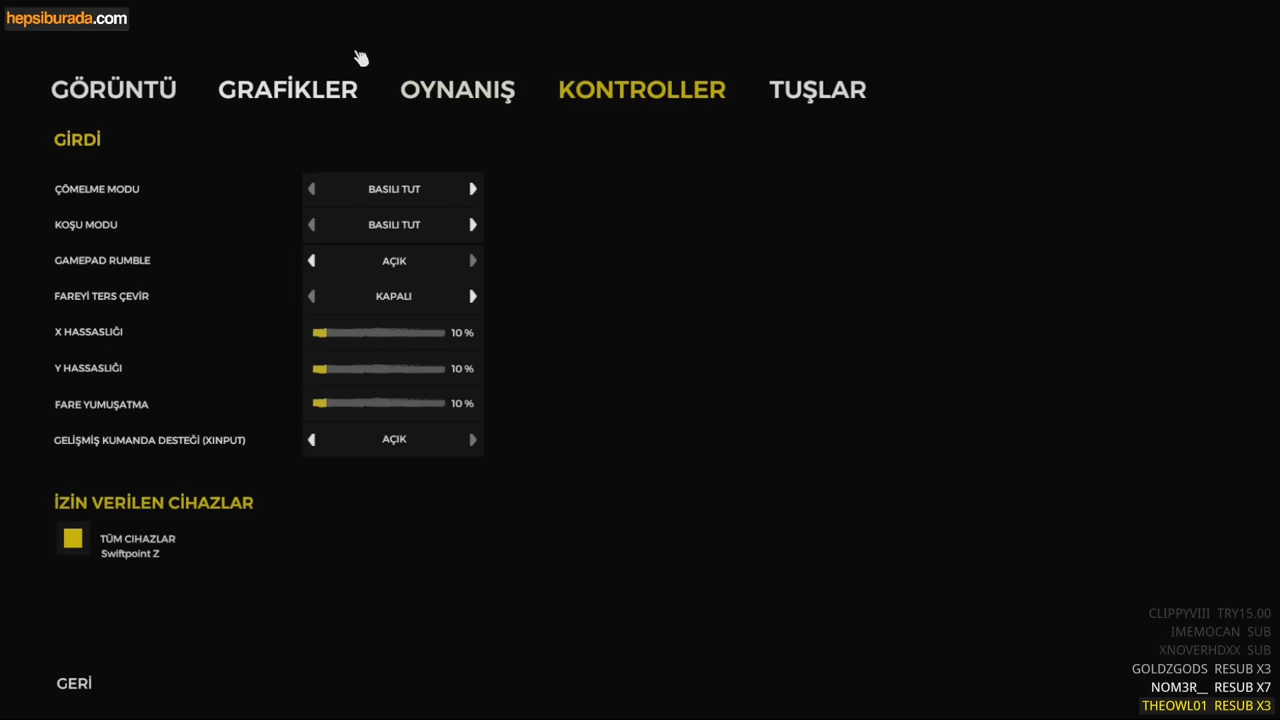 hepsiburada.com
GÖRÜNTÜ GRAFİKLER OYNANIŞ KONTROLLER TUŞLAR
GİRDİ
ÇÖMELME MODU BASILI TUT
KOŞU MODU BASILI TUT
GAMEPAD RUMBLE AÇIK
FAREYİ TERS ÇEVİR KAPALI
X HASSASLIĞI 10 %
Y HASSASLIĞI 10 %
FARE YUMUŞATMA 10 %
GELİŞMİŞ KUMANDA DESTEĞİ (XINPUT) AÇIK
İZİN VERİLEN CİHAZLAR
TÜM CIHAZLAR
Swiftpoint Z
CLIPPYVIII TRY15.00
IMEMOCAN SUB
XNOVERHDXX SUB
GOLDZGODS RESUB X3
NOM3R__ RESUB X7
THEOWL01 RESUB X3
GERİ